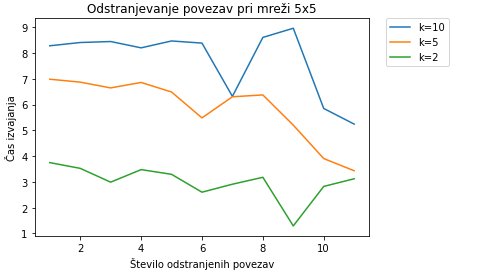 Odstranjevanje povezav pri mreži 5x5
9
8
7
6
5
4
3
2
1
Čas izvajanja
2 4 6 8 10
Število odstranjenih povezav
k=10
k=5
k=2